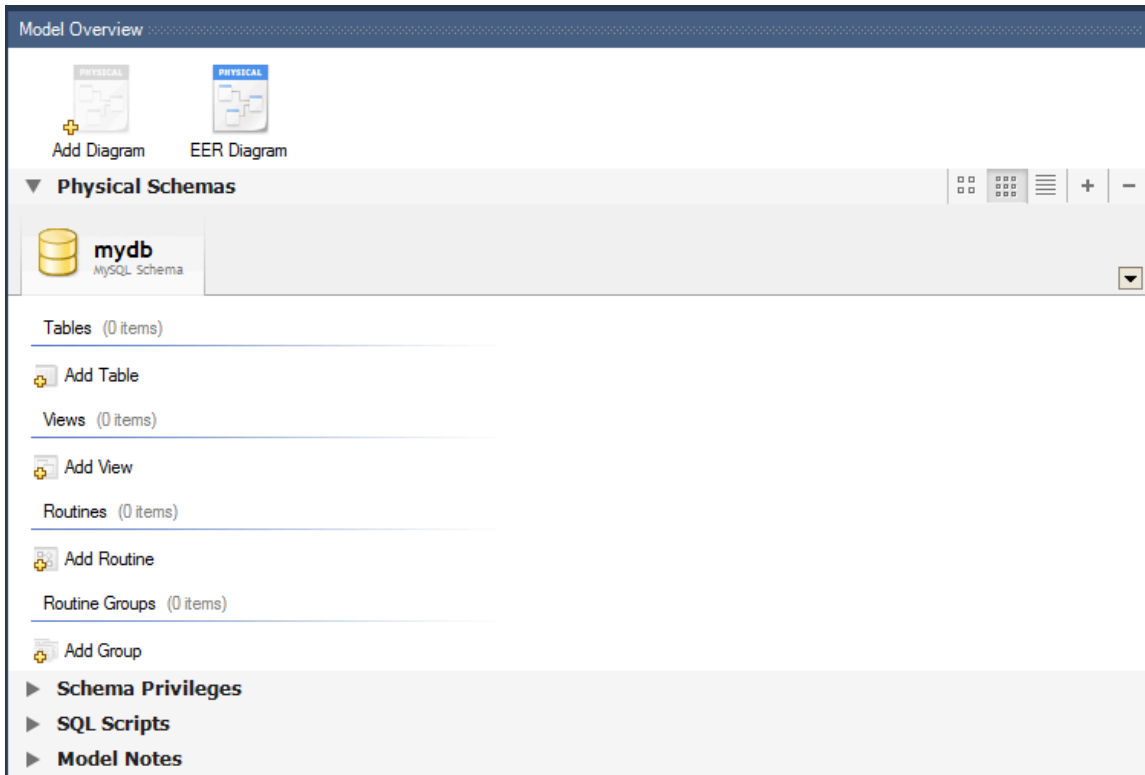 Model Overview
PHYSICAL PHYSICAL
Add Diagram EER Diagram
Physical Schemas
mydb
MySQL Schema
Tables (0 items)
Add Table
Views (0 items)
Add View
Routines (0 items)
Add Routine
Routine Groups (0 items)
Add Group
Schema Privileges
SQL Scripts
Model Notes